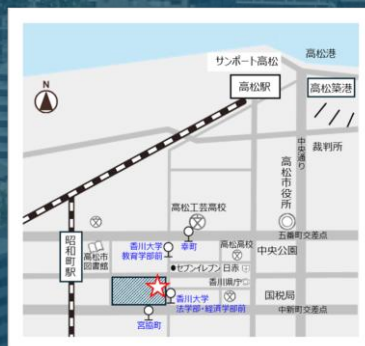 高松港
サンポート高松
N
高松駅
高松築港
中央通り
裁判所
高松市役所
高松工芸高校
五番町交差点
昭和町駅
高松市
図書館
香川大学
教育学部前
幸町
高松高校
中央公園
セブンイレブン
日赤
香川県庁
香川大学
法学部・経済学部前
国税局
中新町交差点
宮脇町